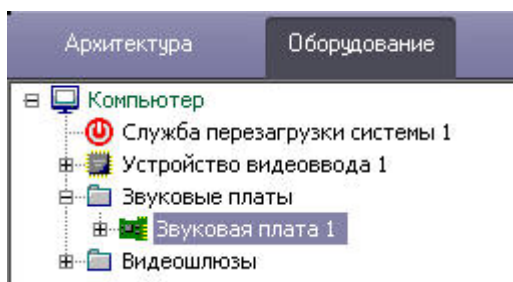 Архитектура Оборудование
Компьютер
Служба перезагрузки системы 1
Устройство видеоввода 1
Звуковые платы
Звуковая плата 1
Видеошлюзы